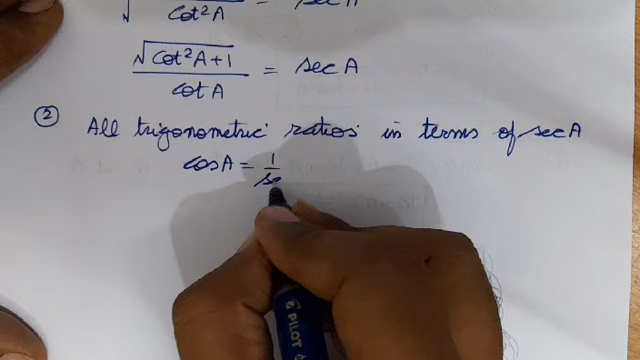 √ cot²A = sec A
√cot²A+1 / cot A = sec A
② All trigonometric ratios in terms of sec A
cos A = 1/se
PILOT